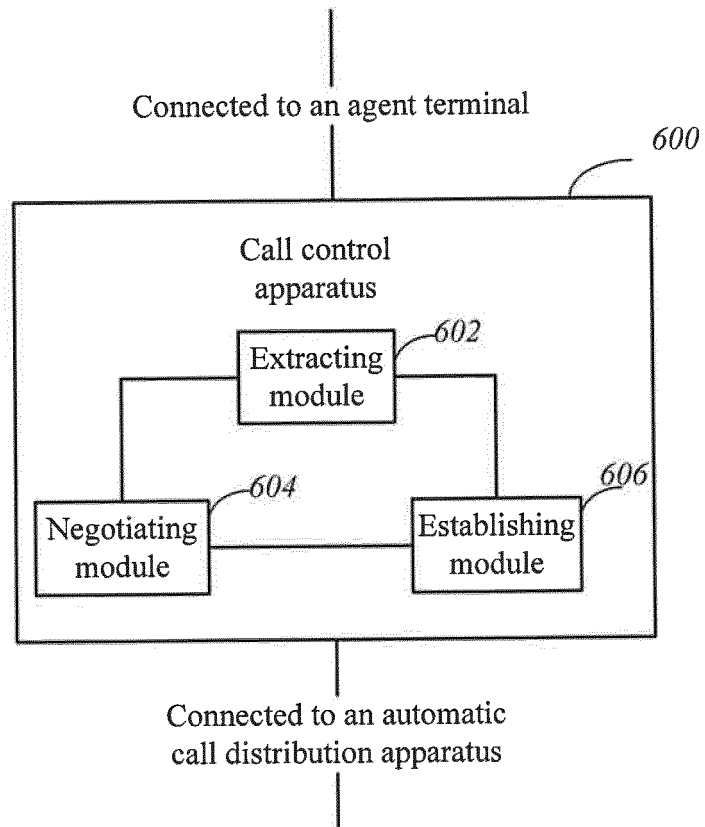 Connected to an agent terminal
600
Call control
apparatus
602
Extracting
module
604
606
Negotiating
module
Establishing
module
Connected to an automatic
call distribution apparatus